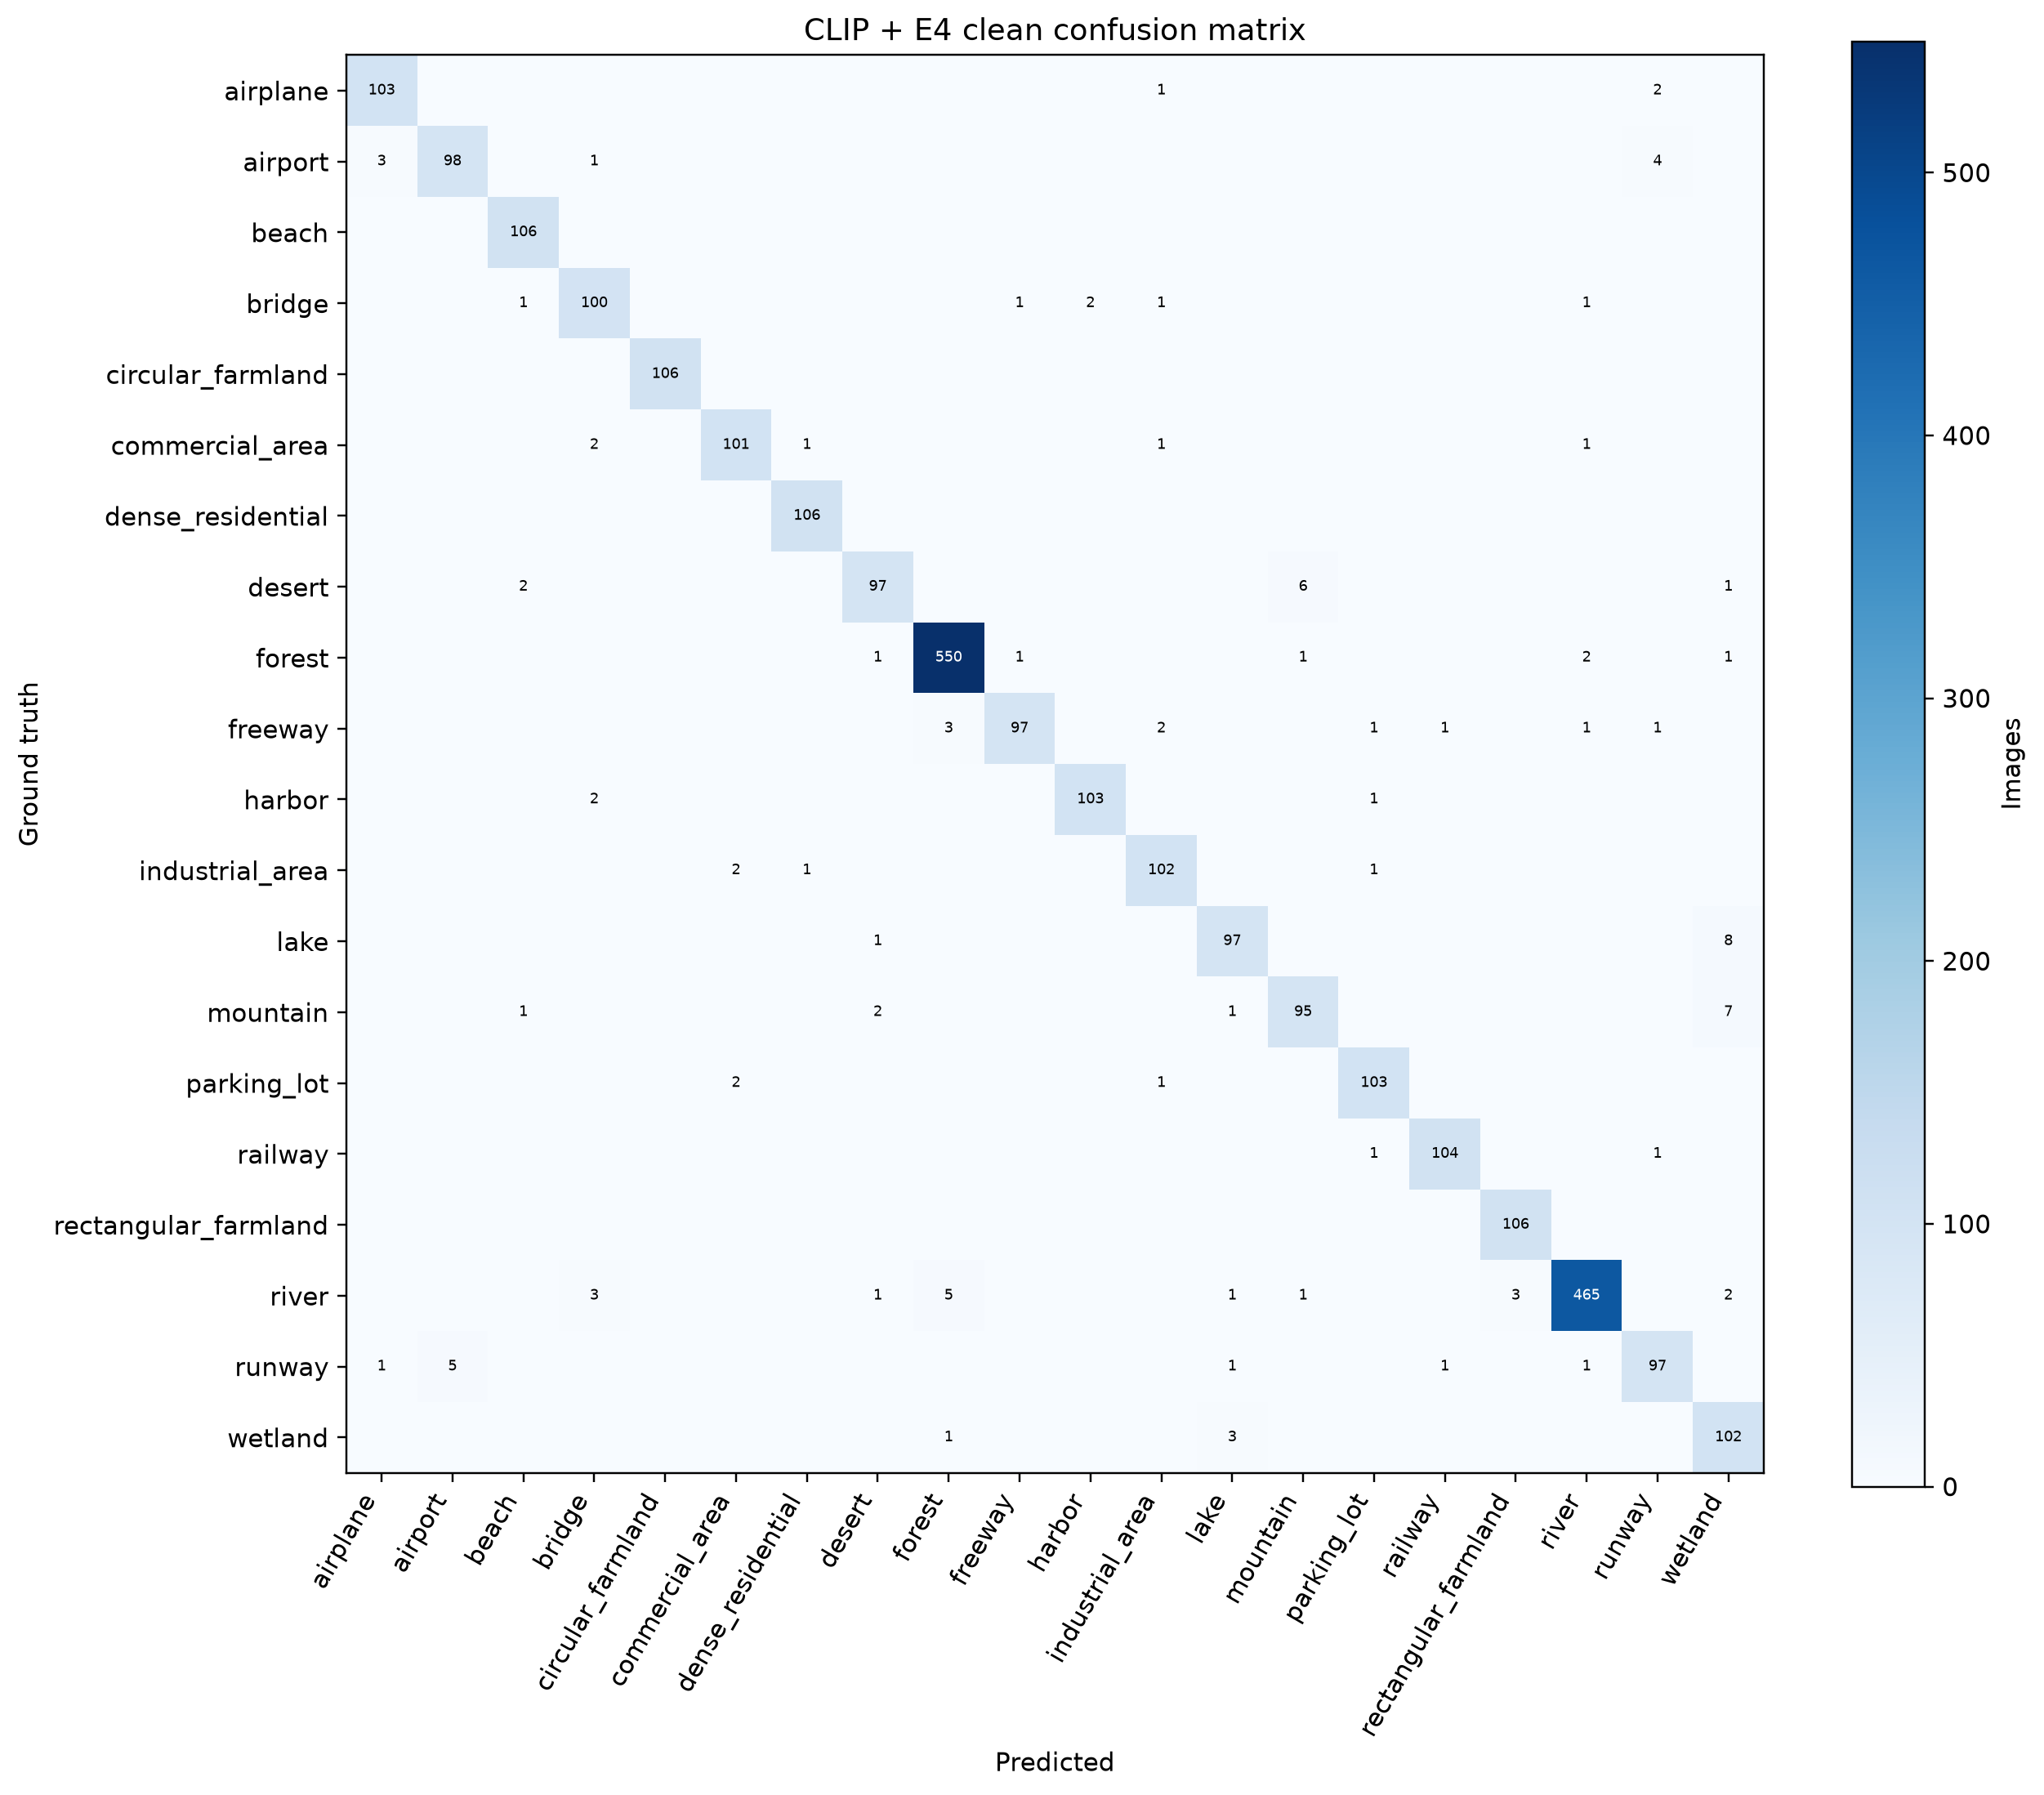 CLIP + E4 clean confusion matrix
airplane 103 1 2
airport 3 98 1 4
beach 106
bridge 1 100 1 2 1 1
circular_farmland 106
commercial_area 2 101 1 1 1
dense_residential 106
desert 2 97 6 1
forest 1 550 1 1 2 1
freeway 3 97 2 1 1 1 1
harbor 2 103 1
industrial_area 2 1 102 1
lake 1 97 8
mountain 1 2 1 95 7
parking_lot 2 1 103
railway 1 104 1
rectangular_farmland 106
river 3 1 5 1 1 3 465 2
runway 1 5 1 1 1 97
wetland 1 3 102
Ground truth
airplane
airport
beach
bridge
circular_farmland
commercial_area
dense_residential
desert
forest
freeway
harbor
industrial_area
lake
mountain
parking_lot
railway
rectangular_farmland
river
runway
wetland
Predicted
500
400
300
200
100
0
Images